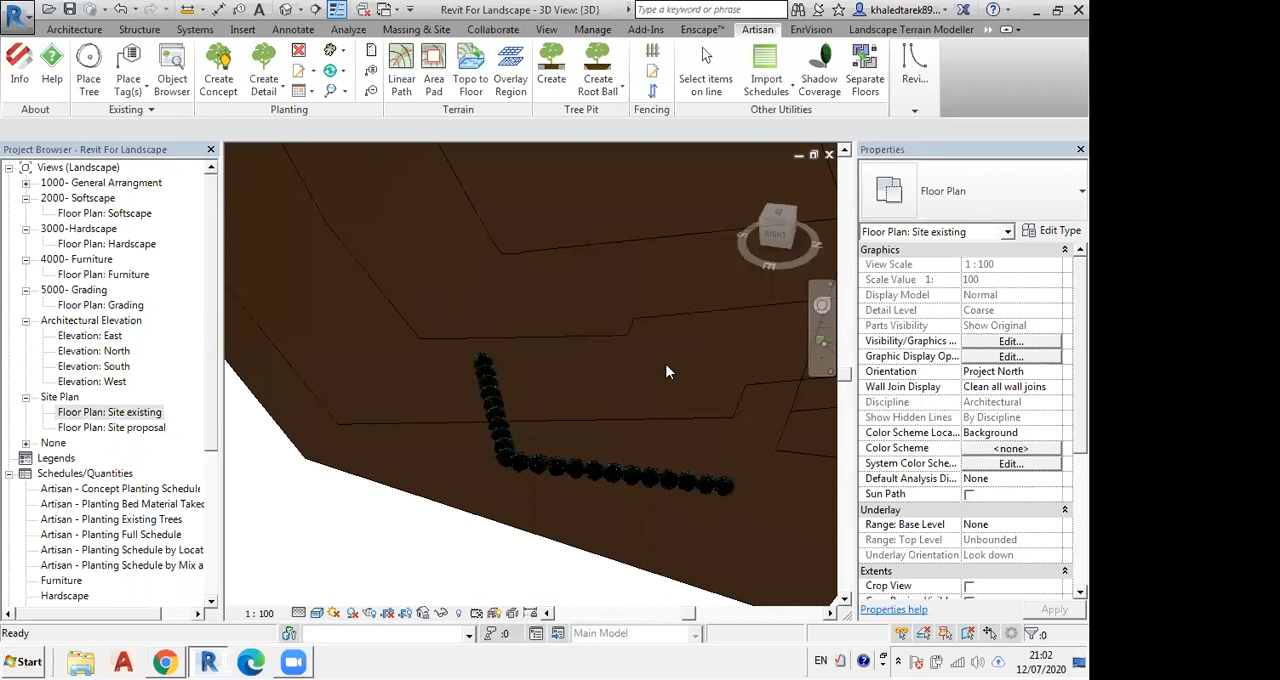 Revit For Landscape - 3D View: {3D}
Type a keyword or phrase
khaledtarek89...
Architecture Structure Systems Insert Annotate Analyze Massing & Site Collaborate View Manage Add-Ins Enscape™ Artisan EnVision Landscape Terrain Modeller
Info
Help
Place Tree
Place Tag(s)
Object Browser
Create Concept
Create Detail
Linear Path
Area Pad
Topo to Floor
Overlay Region
Create
Create Root Ball
Select items on line
Import Schedules
Shadow Coverage
Separate Floors
Revi...
About Existing Planting Terrain Tree Pit Fencing Other Utilities
Project Browser - Revit For Landscape
Views (Landscape)
1000- General Arrangment
2000- Softscape
Floor Plan: Softscape
3000-Hardscape
Floor Plan: Hardscape
4000- Furniture
Floor Plan: Furniture
5000- Grading
Floor Plan: Grading
Architectural Elevation
Elevation: East
Elevation: North
Elevation: South
Elevation: West
Site Plan
Floor Plan: Site existing
Floor Plan: Site proposal
None
Legends
Schedules/Quantities
Artisan - Concept Planting Schedule
Artisan - Planting Bed Material Takec
Artisan - Planting Existing Trees
Artisan - Planting Full Schedule
Artisan - Planting Schedule by Locat
Artisan - Planting Schedule by Mix a
Furniture
Hardscape
RIGHT
1 : 100
Properties
Floor Plan
Floor Plan: Site existing Edit Type
Graphics
View Scale 1 : 100
Scale Value 1: 100
Display Model Normal
Detail Level Coarse
Parts Visibility Show Original
Visibility/Graphics ... Edit...
Graphic Display Op... Edit...
Orientation Project North
Wall Join Display Clean all wall joins
Discipline Architectural
Show Hidden Lines By Discipline
Color Scheme Loca... Background
Color Scheme <none>
System Color Sche... Edit...
Default Analysis Di... None
Sun Path
Underlay
Range: Base Level None
Range: Top Level Unbounded
Underlay Orientation Look down
Extents
Crop View
Properties help Apply
Ready :0 Main Model :0
Start
EN
21:02
12/07/2020